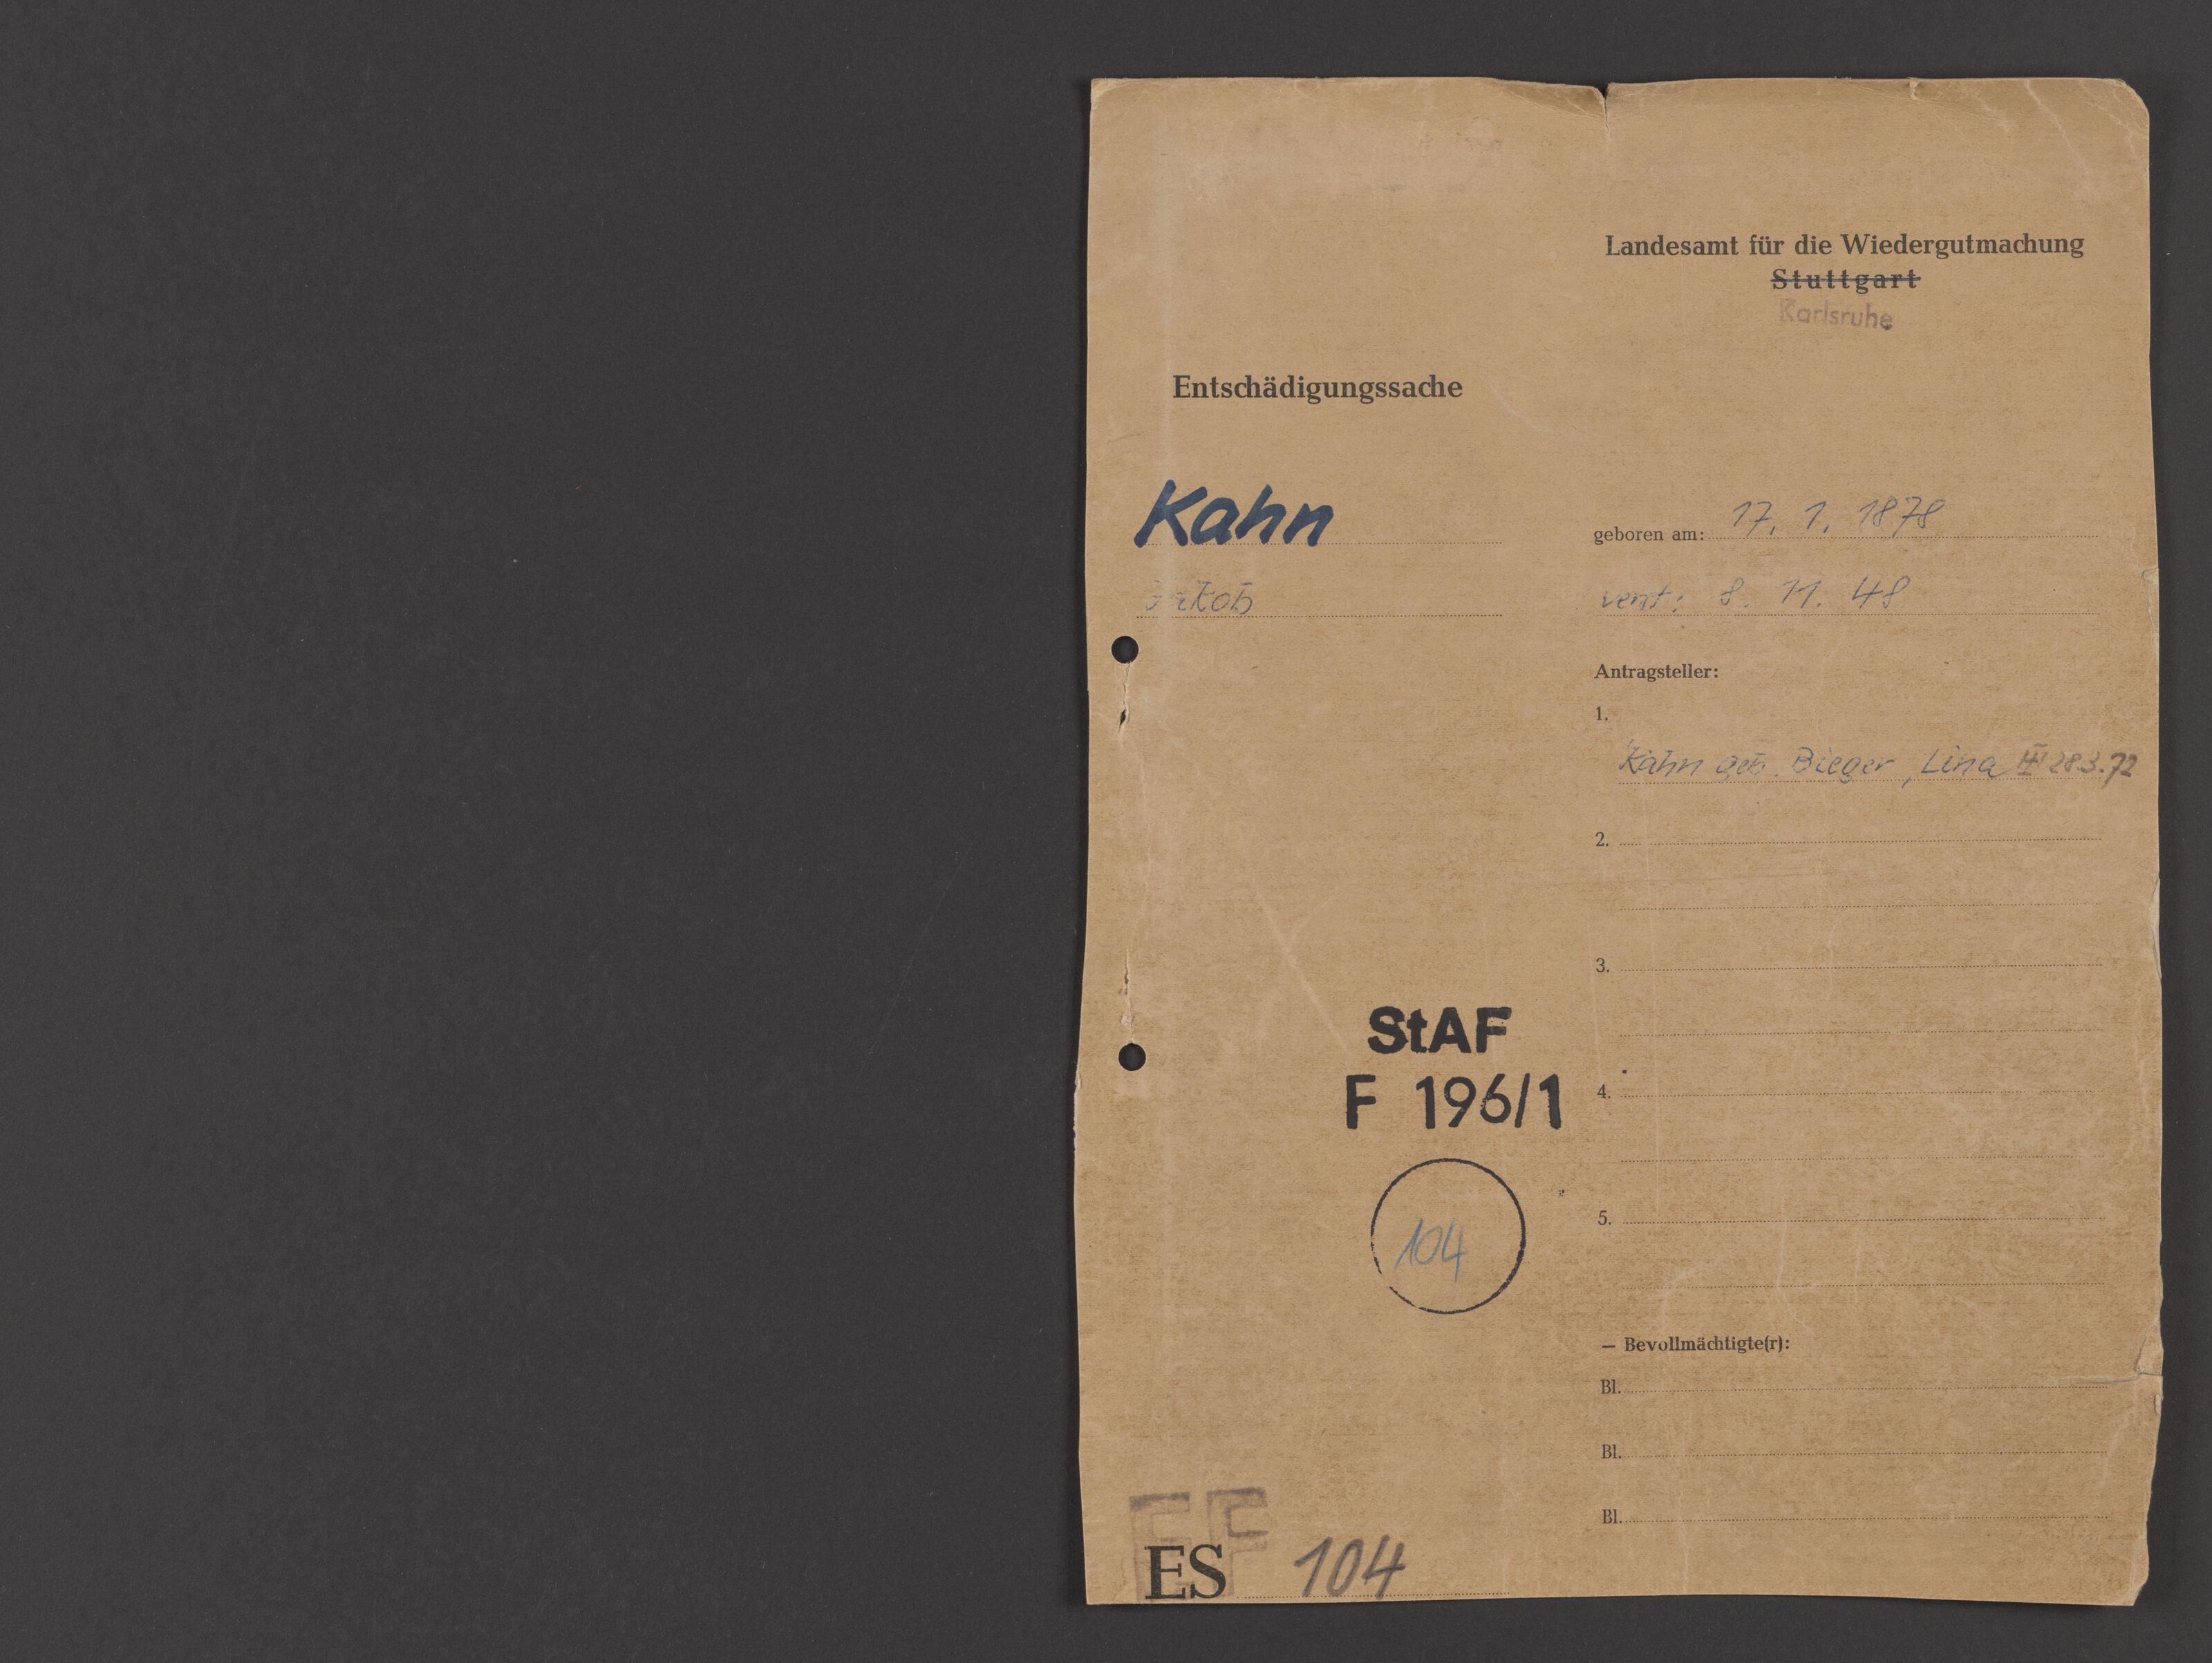 Landesamt für die Wiedergutmachung
Stuttgart
Karlsruhe
Entschädigungssache
Kahn
geboren am: 17. 1. 1878
Jakob
verst: 8. 11. 48
Antragsteller:
1.
Kahn geb. Bieger, Lina 28.3.72
2.
3.
StAF
F 196/1
4.
104
5.
— Bevollmächtigte(r):
Bl.
Bl.
Bl.
EF
ES 104